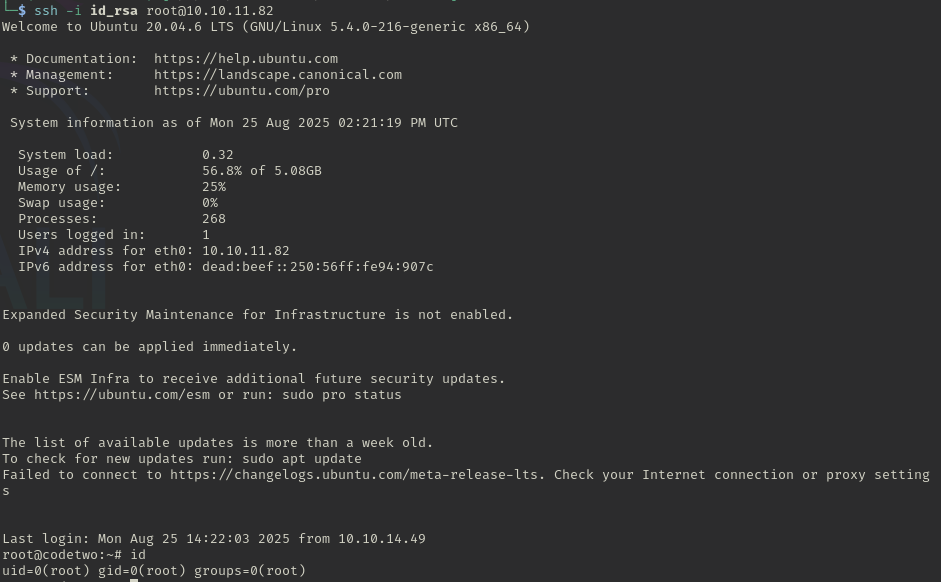 └─$ ssh -i id_rsa root@10.10.11.82
Welcome to Ubuntu 20.04.6 LTS (GNU/Linux 5.4.0-216-generic x86_64)
* Documentation:  https://help.ubuntu.com
* Management:     https://landscape.canonical.com
* Support:        https://ubuntu.com/pro
System information as of Mon 25 Aug 2025 02:21:19 PM UTC
System load:           0.32
Usage of /:            56.8% of 5.08GB
Memory usage:          25%
Swap usage:            0%
Processes:             268
Users logged in:       1
IPv4 address for eth0: 10.10.11.82
IPv6 address for eth0: dead:beef::250:56ff:fe94:907c
Expanded Security Maintenance for Infrastructure is not enabled.
0 updates can be applied immediately.
Enable ESM Infra to receive additional future security updates.
See https://ubuntu.com/esm or run: sudo pro status
The list of available updates is more than a week old.
To check for new updates run: sudo apt update
Failed to connect to https://changelogs.ubuntu.com/meta-release-lts. Check your Internet connection or proxy setting
s
Last login: Mon Aug 25 14:22:03 2025 from 10.10.14.49
root@codetwo:~# id
uid=0(root) gid=0(root) groups=0(root)